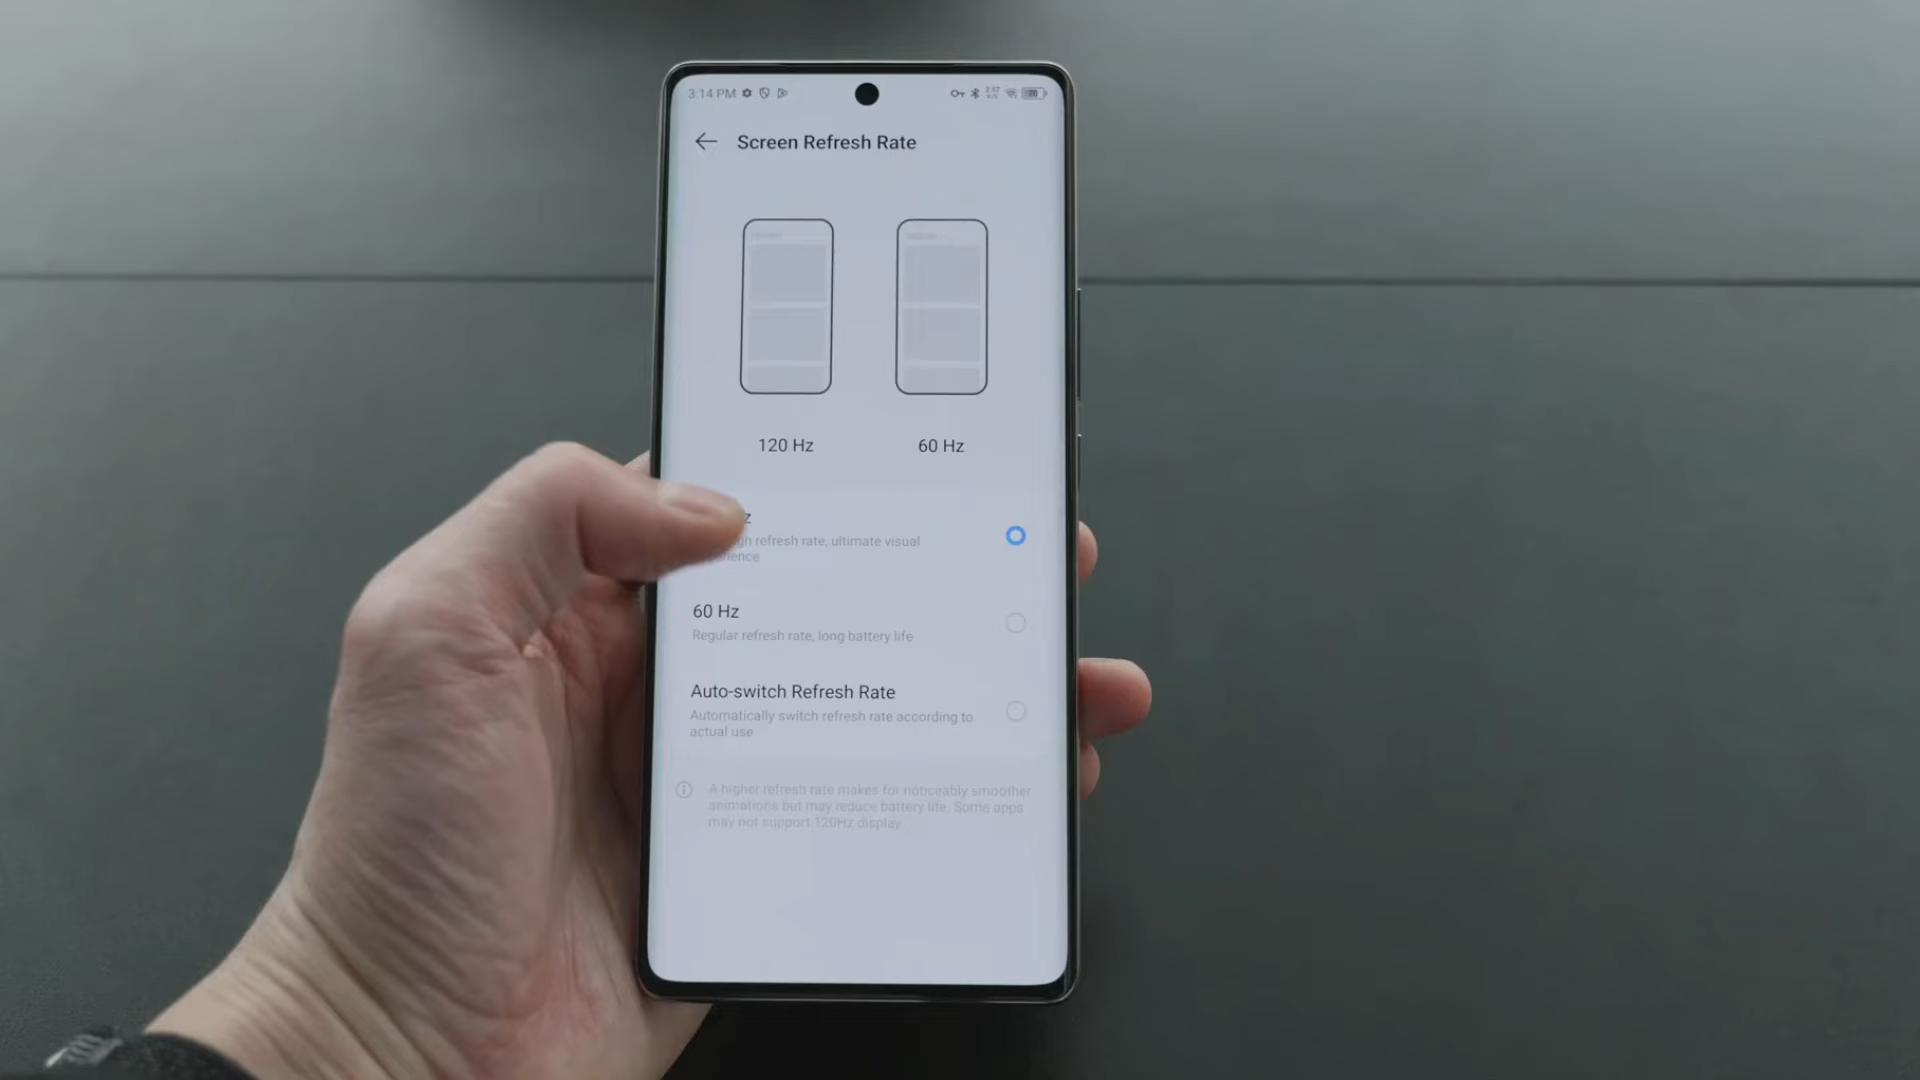 3:14 PM
Screen Refresh Rate
120 Hz
60 Hz
refresh rate, ultimate visual
60 Hz
Regular refresh rate, long battery life
Auto-switch Refresh Rate
Automatically switch refresh rate according to
actual use
A higher refresh rate makes for noticeably smoother
animations but may reduce battery life. Some apps
may not support 120Hz display